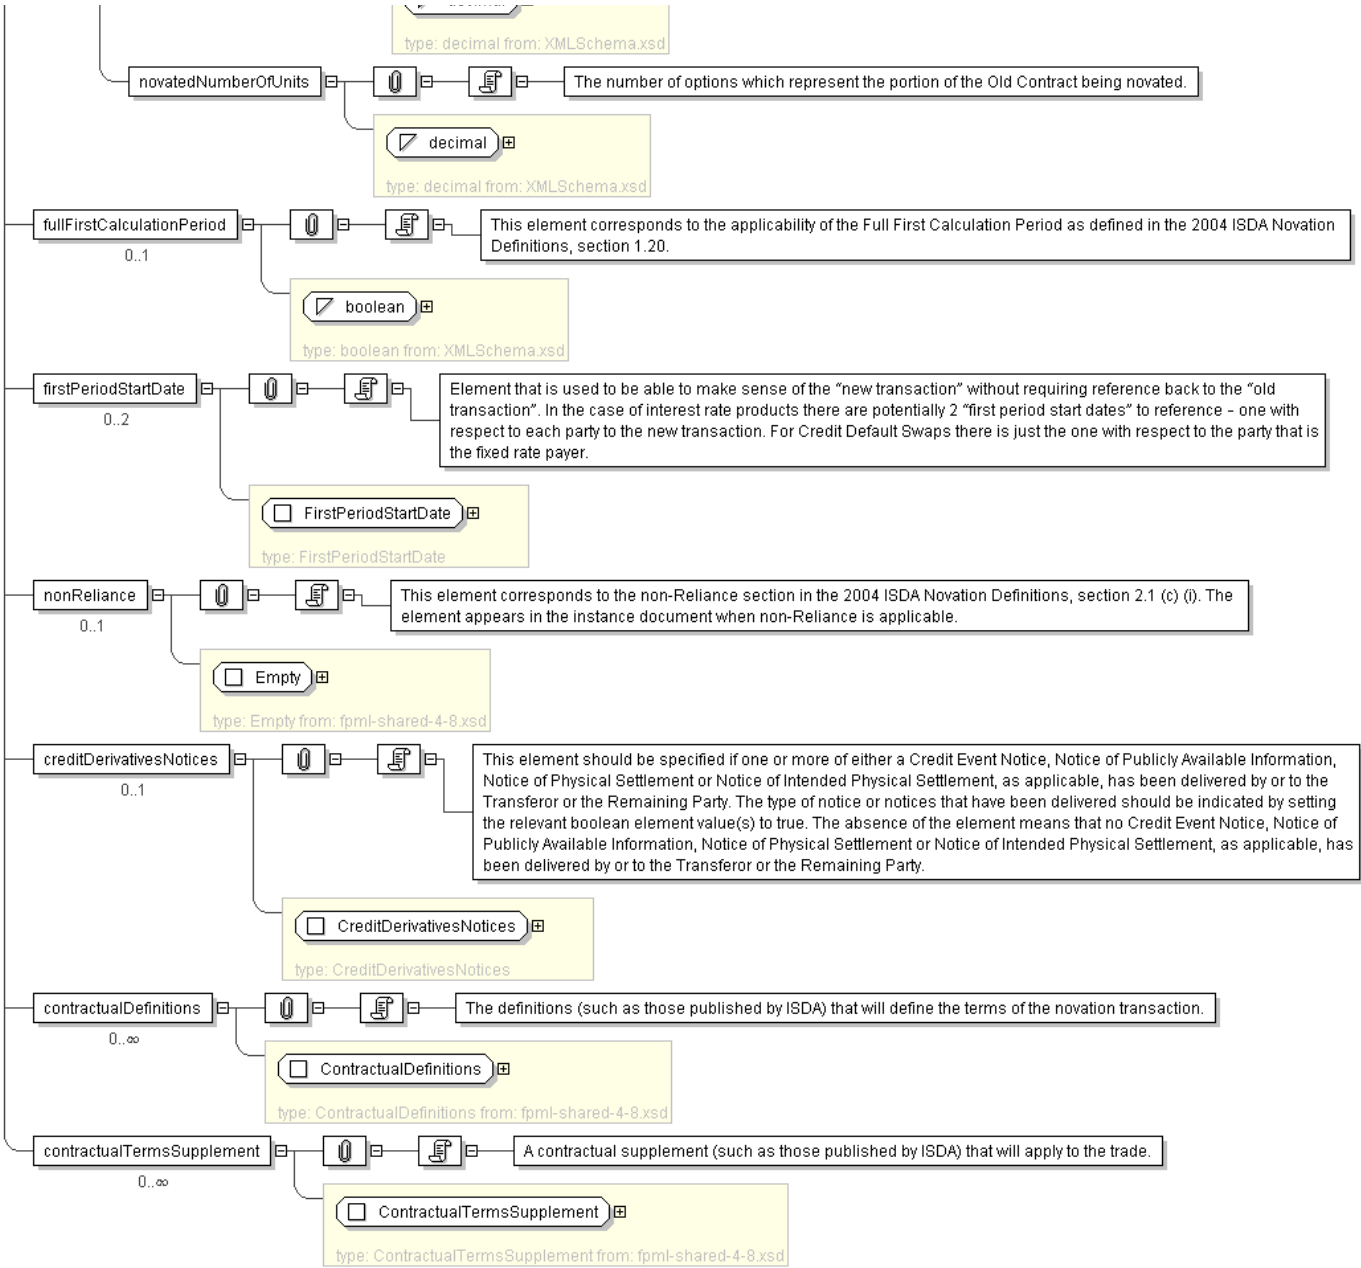 type: decimal from: XMLSchema.xsd
novatedNumberOfUnits
The number of options which represent the portion of the Old Contract being novated.
decimal
type: decimal from: XMLSchema.xsd
fullFirstCalculationPeriod
0..1
This element corresponds to the applicability of the Full First Calculation Period as defined in the 2004 ISDA Novation
Definitions, section 1.20.
boolean
type: boolean from: XMLSchema.xsd
firstPeriodStartDate
0..2
Element that is used to be able to make sense of the “new transaction” without requiring reference back to the “old
transaction”. In the case of interest rate products there are potentially 2 “first period start dates” to reference – one with
respect to each party to the new transaction. For Credit Default Swaps there is just the one with respect to the party that is
the fixed rate payer.
FirstPeriodStartDate
type: FirstPeriodStartDate
nonReliance
0..1
This element corresponds to the non-Reliance section in the 2004 ISDA Novation Definitions, section 2.1 (c) (i). The
element appears in the instance document when non-Reliance is applicable.
Empty
type: Empty from: fpml-shared-4-8.xsd
creditDerivativesNotices
0..1
This element should be specified if one or more of either a Credit Event Notice, Notice of Publicly Available Information,
Notice of Physical Settlement or Notice of Intended Physical Settlement, as applicable, has been delivered by or to the
Transferor or the Remaining Party. The type of notice or notices that have been delivered should be indicated by setting
the relevant boolean element value(s) to true. The absence of the element means that no Credit Event Notice, Notice of
Publicly Available Information, Notice of Physical Settlement or Notice of Intended Physical Settlement, as applicable, has
been delivered by or to the Transferor or the Remaining Party.
CreditDerivativesNotices
type: CreditDerivativesNotices
contractualDefinitions
0..∞
The definitions (such as those published by ISDA) that will define the terms of the novation transaction.
ContractualDefinitions
type: ContractualDefinitions from: fpml-shared-4-8.xsd
contractualTermsSupplement
0..∞
A contractual supplement (such as those published by ISDA) that will apply to the trade.
ContractualTermsSupplement
type: ContractualTermsSupplement from: fpml-shared-4-8.xsd